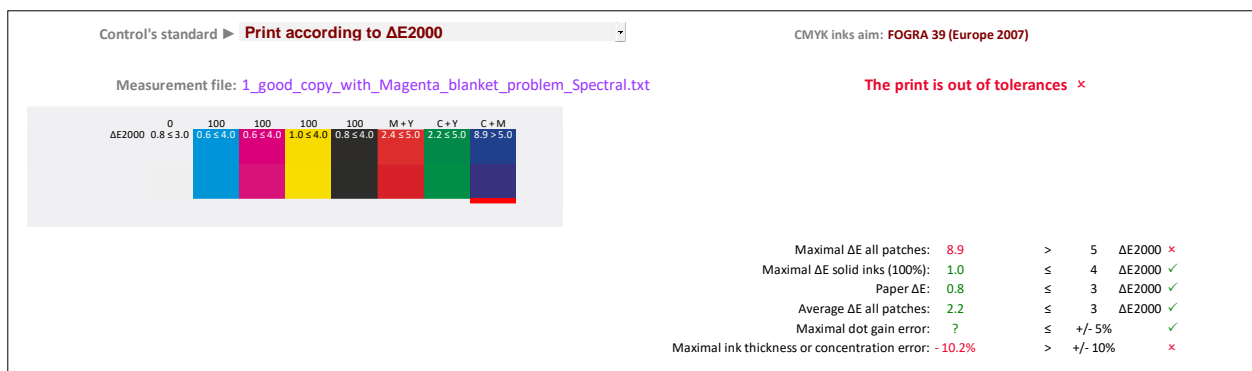 Control's standard ► Print according to ΔE2000 CMYK inks aim: FOGRA 39 (Europe 2007)
Measurement file: 1_good_copy_with_Magenta_blanket_problem_Spectral.txt The print is out of tolerances ×
0 100 100 100 100 M + Y C + Y C + M
ΔE2000 0.8 ≤ 3.0 0.6 ≤ 4.0 0.6 ≤ 4.0 1.0 ≤ 4.0 0.8 ≤ 4.0 2.4 ≤ 5.0 2.2 ≤ 5.0 8.9 > 5.0
Maximal ΔE all patches: 8.9 > 5 ΔE2000 ×
Maximal ΔE solid inks (100%): 1.0 ≤ 4 ΔE2000 ✓
Paper ΔE: 0.8 ≤ 3 ΔE2000 ✓
Average ΔE all patches: 2.2 ≤ 3 ΔE2000 ✓
Maximal dot gain error: ? ≤ +/- 5% ✓
Maximal ink thickness or concentration error: - 10.2% > +/- 10% ×